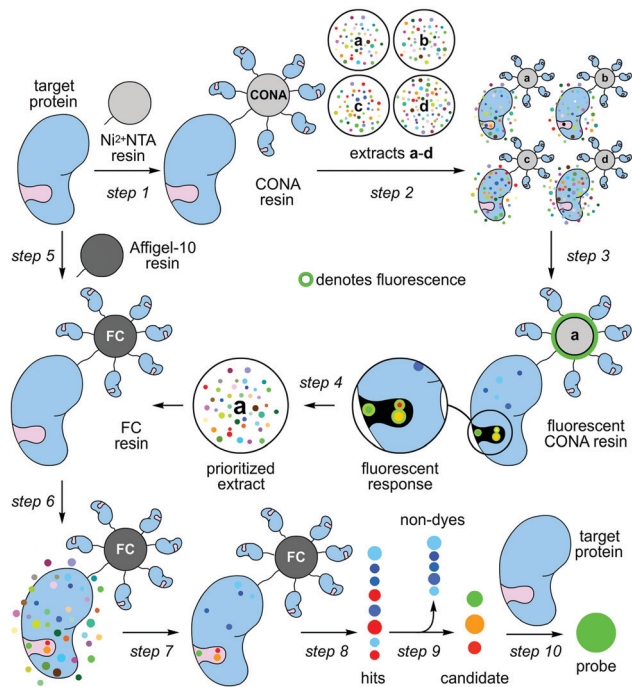 target
protein
Ni²⁺NTA
resin
step 1
CONA
CONA
resin
a
b
c
d
extracts a-d
step 2
a
b
c
d
step 5
Affigel-10
resin
step 3
denotes fluorescence
FC
FC
resin
a
prioritized
extract
step 4
fluorescent
response
a
fluorescent
CONA resin
step 6
FC
step 7
FC
step 8
hits
non-dyes
step 9
candidate
target
protein
step 10
probe